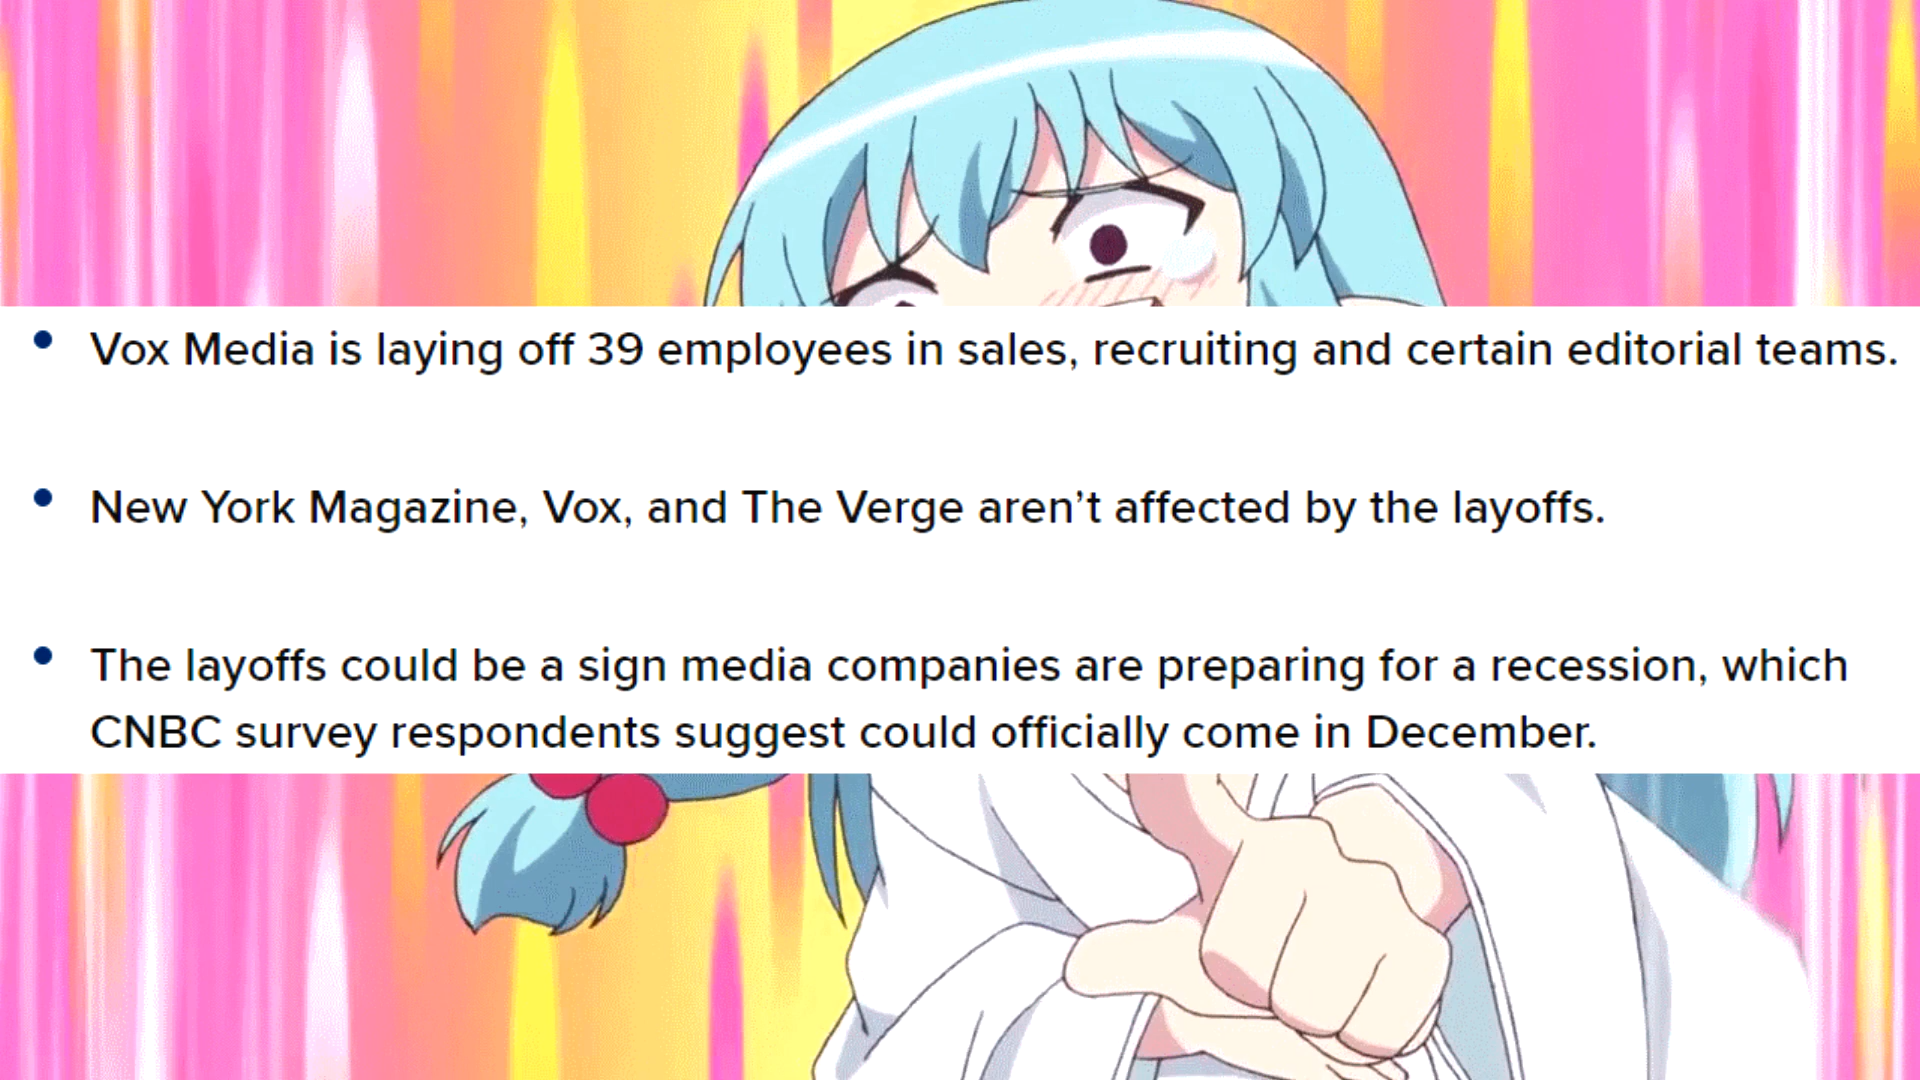 • Vox Media is laying off 39 employees in sales, recruiting and certain editorial teams.
• New York Magazine, Vox, and The Verge aren’t affected by the layoffs.
• The layoffs could be a sign media companies are preparing for a recession, which
CNBC survey respondents suggest could officially come in December.